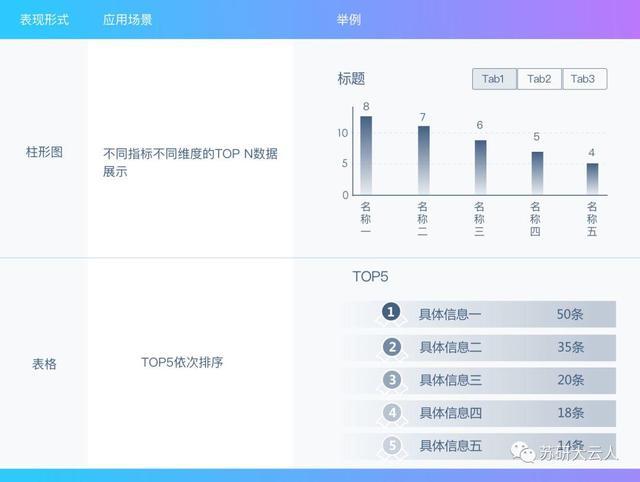 表现形式 应用场景 举例
标题 Tab1 Tab2 Tab3
柱形图
不同指标不同维度的TOP N数据
展示
8 7 6 5 4
10
5
0
名称一 名称二 名称三 名称四 名称五
TOP5
表格
TOP5依次排序
1 具体信息一 50条
2 具体信息二 35条
3 具体信息三 20条
4 具体信息四 18条
5 具体信息五 14条
苏研大云人